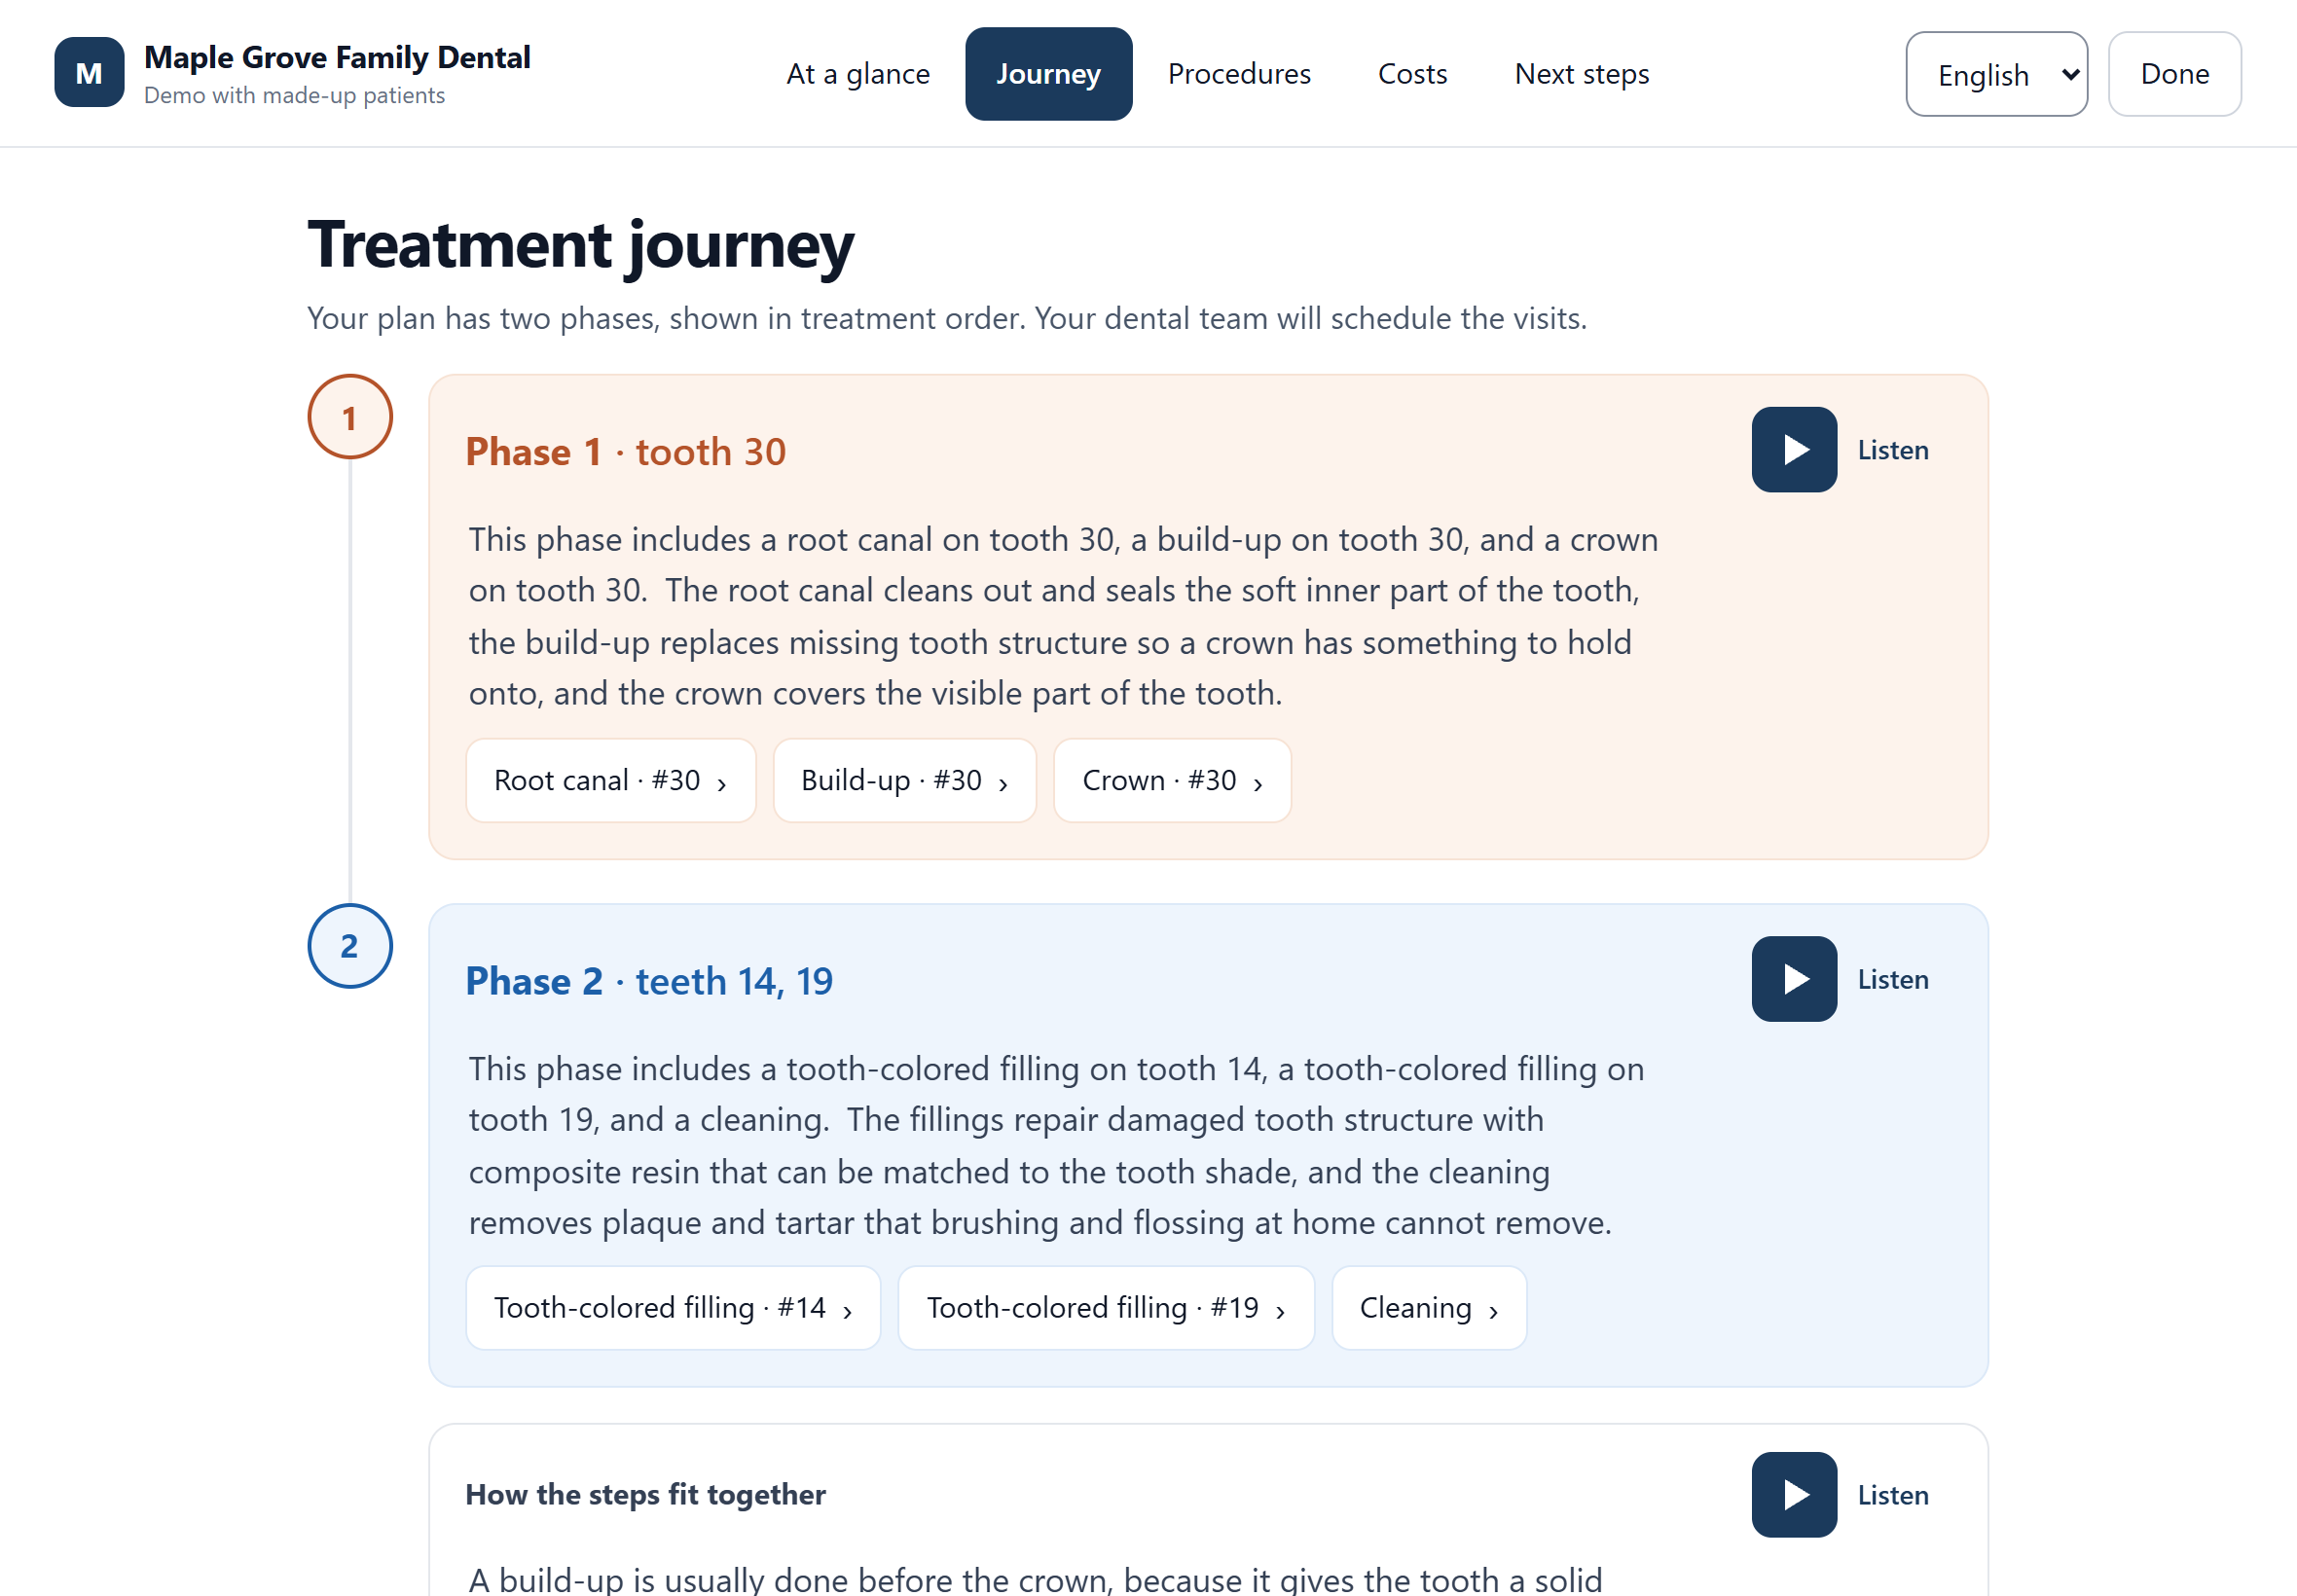 M
Maple Grove Family Dental
Demo with made-up patients
At a glance
Journey
Procedures
Costs
Next steps
English
Done
Treatment journey
Your plan has two phases, shown in treatment order. Your dental team will schedule the visits.
1
Phase 1 · tooth 30
Listen
This phase includes a root canal on tooth 30, a build-up on tooth 30, and a crown
on tooth 30. The root canal cleans out and seals the soft inner part of the tooth,
the build-up replaces missing tooth structure so a crown has something to hold
onto, and the crown covers the visible part of the tooth.
Root canal · #30 ›
Build-up · #30 ›
Crown · #30 ›
2
Phase 2 · teeth 14, 19
Listen
This phase includes a tooth-colored filling on tooth 14, a tooth-colored filling on
tooth 19, and a cleaning. The fillings repair damaged tooth structure with
composite resin that can be matched to the tooth shade, and the cleaning
removes plaque and tartar that brushing and flossing at home cannot remove.
Tooth-colored filling · #14 ›
Tooth-colored filling · #19 ›
Cleaning ›
How the steps fit together
Listen
A build-up is usually done before the crown, because it gives the tooth a solid